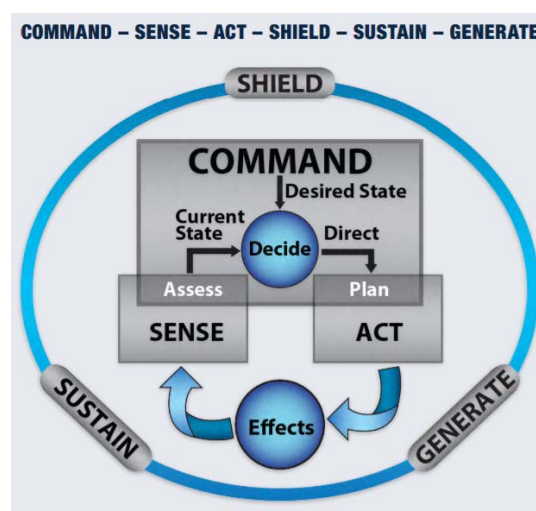 COMMAND – SENSE – ACT – SHIELD – SUSTAIN – GENERATE
SHIELD
COMMAND
Desired State
Current
State
Decide
Direct
Assess
Plan
SENSE
ACT
SUSTAIN
Effects
GENERATE